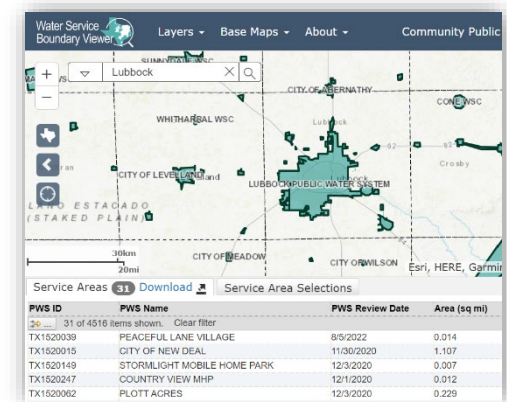 Water Service
Boundary Viewer
Layers
Base Maps
About
Community Public
Lubbock
SUNNYDALE WSC
CITY OF ABERNATHY
CONE WSC
WHITHARRAL WSC
Lubbock
82
Crosby
CITY OF LEVELLAND
LUBBOCK PUBLIC WATER SYSTEM
LLANO ESTACADO
(STAKED PLAIN)
30km
20mi
CITY OF MEADOW
CITY OF WILSON
Esri, HERE, Garmin
Service Areas 31 Download
Service Area Selections
PWS ID PWS Name PWS Review Date Area (sq mi)
... 31 of 4516 items shown. Clear filter
TX1520039 PEACEFUL LANE VILLAGE 8/5/2022 0.014
TX1520015 CITY OF NEW DEAL 11/30/2020 1.107
TX1520149 STORMLIGHT MOBILE HOME PARK 12/3/2020 0.007
TX1520247 COUNTRY VIEW MHP 12/1/2020 0.012
TX1520062 PLOTT ACRES 12/3/2020 0.229